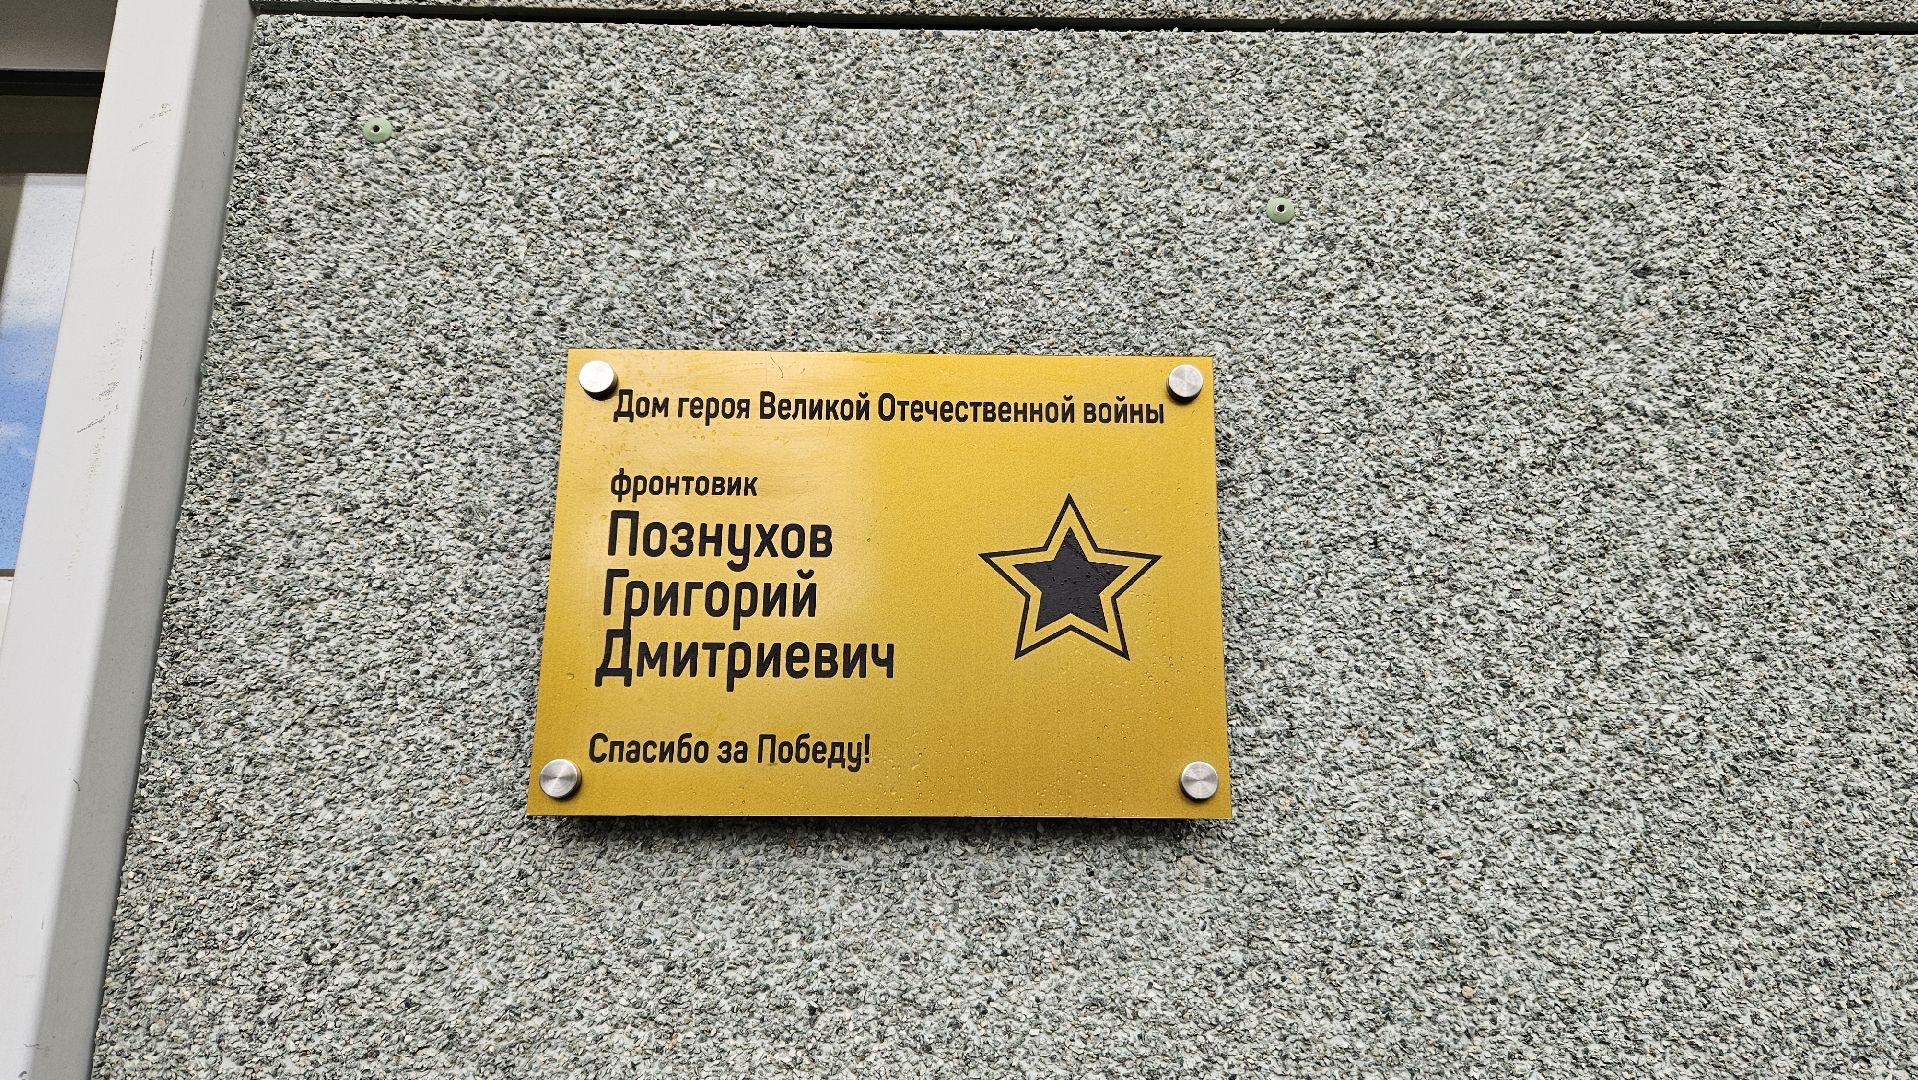 Дом героя Великой Отечественной войны
фронтовик
Познухов
Григорий
Дмитриевич
Спасибо за Победу!